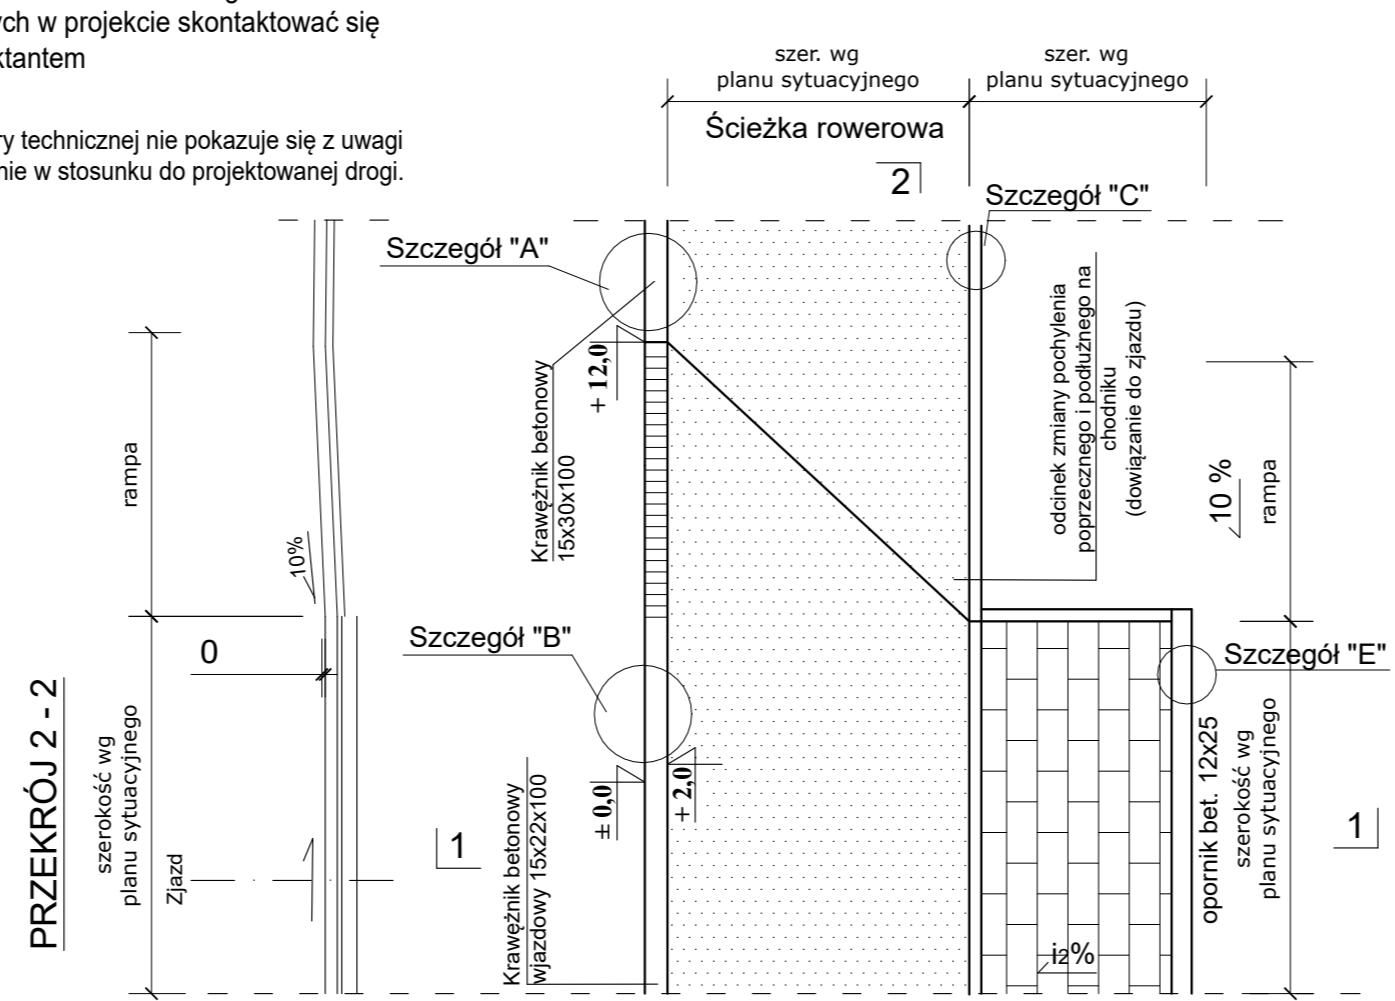 ych w projekcie skontaktować się
ktantem
ry technicznej nie pokazuje się z uwagi
nie w stosunku do projektowanej drogi.
szer. wg
planu sytuacyjnego
szer. wg
planu sytuacyjnego
Ścieżka rowerowa
2
Szczegół "C"
Szczegół "A"
+ 12,0
Krawężnik betonowy
15x30x100
odcinek zmiany pochylenia
poprzecznego i podłużnego na
chodniku
(dowiązanie do zjazdu)
rampa
10%
10 %
rampa
0
Szczegół "B"
Szczegół "E"
PRZEKRÓJ 2 - 2
szerokość wg
planu sytuacyjnego
Zjazd
± 0,0
+ 2,0
1
Krawężnik betonowy
wjazdowy 15x22x100
opornik bet. 12x25
szerokość wg
planu sytuacyjnego
1
i2%